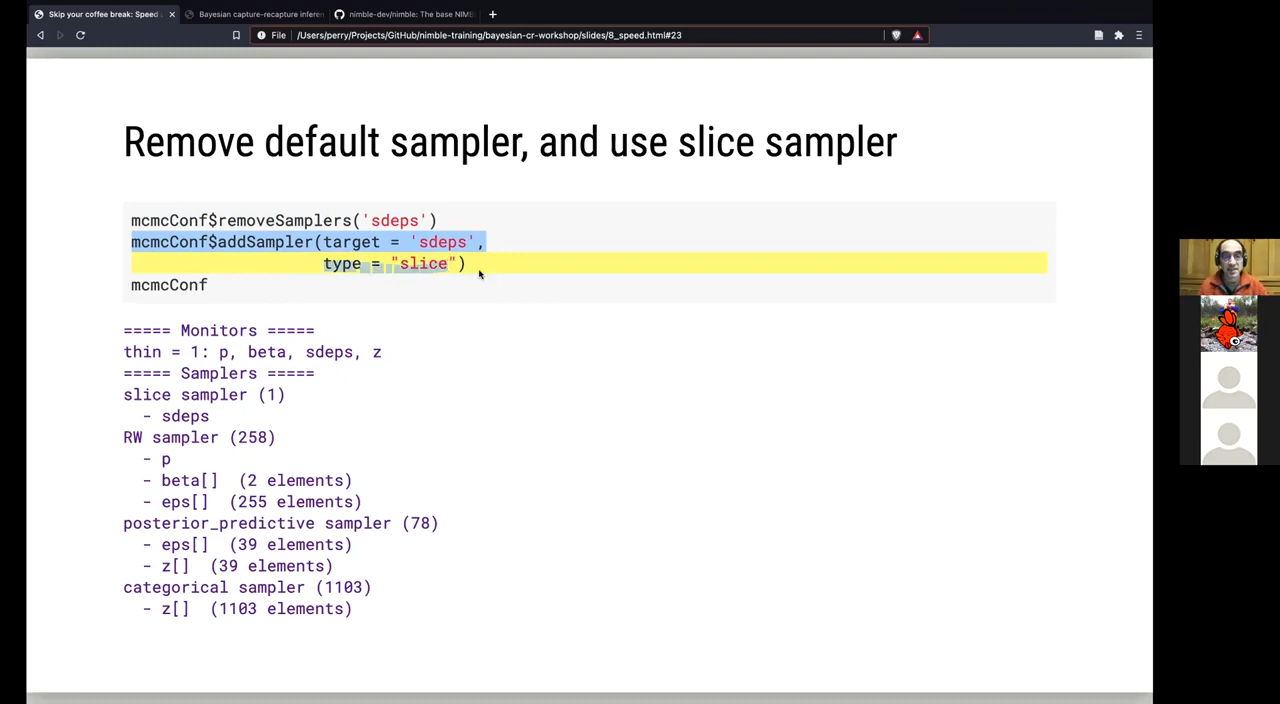 Skip your coffee break: Speed
Bayesian capture-recapture infere
nimble-dev/nimble: The base NIMB
File
/Users/perry/Projects/GitHub/nimble-training/bayesian-cr-workshop/slides/8_speed.html#23
Remove default sampler, and use slice sampler
mcmcConf$removeSamplers('sdeps')
mcmcConf$addSampler(target = 'sdeps',
type = "slice")
mcmcConf
===== Monitors =====
thin = 1: p, beta, sdeps, z
===== Samplers =====
slice sampler (1)
- sdeps
RW sampler (258)
- p
- beta[] (2 elements)
- eps[] (255 elements)
posterior_predictive sampler (78)
- eps[] (39 elements)
- z[] (39 elements)
categorical sampler (1103)
- z[] (1103 elements)